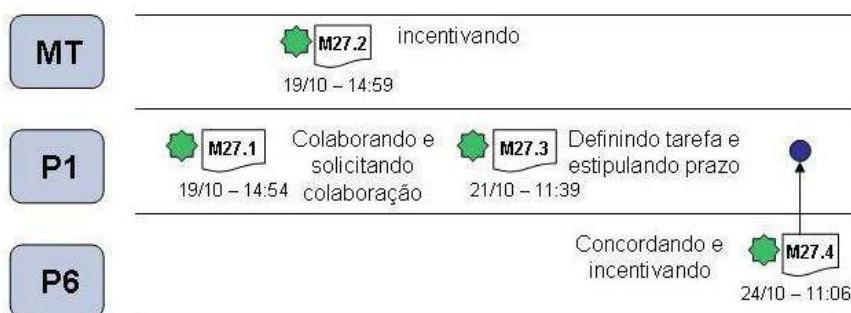 MT
M27.2
incentivando
19/10 – 14:59
P1
M27.1
Colaborando e
solicitando
colaboração
19/10 – 14:54
M27.3
Definindo tarefa e
estipulando prazo
21/10 – 11:39
P6
Concordando e
incentivando
M27.4
24/10 – 11:06